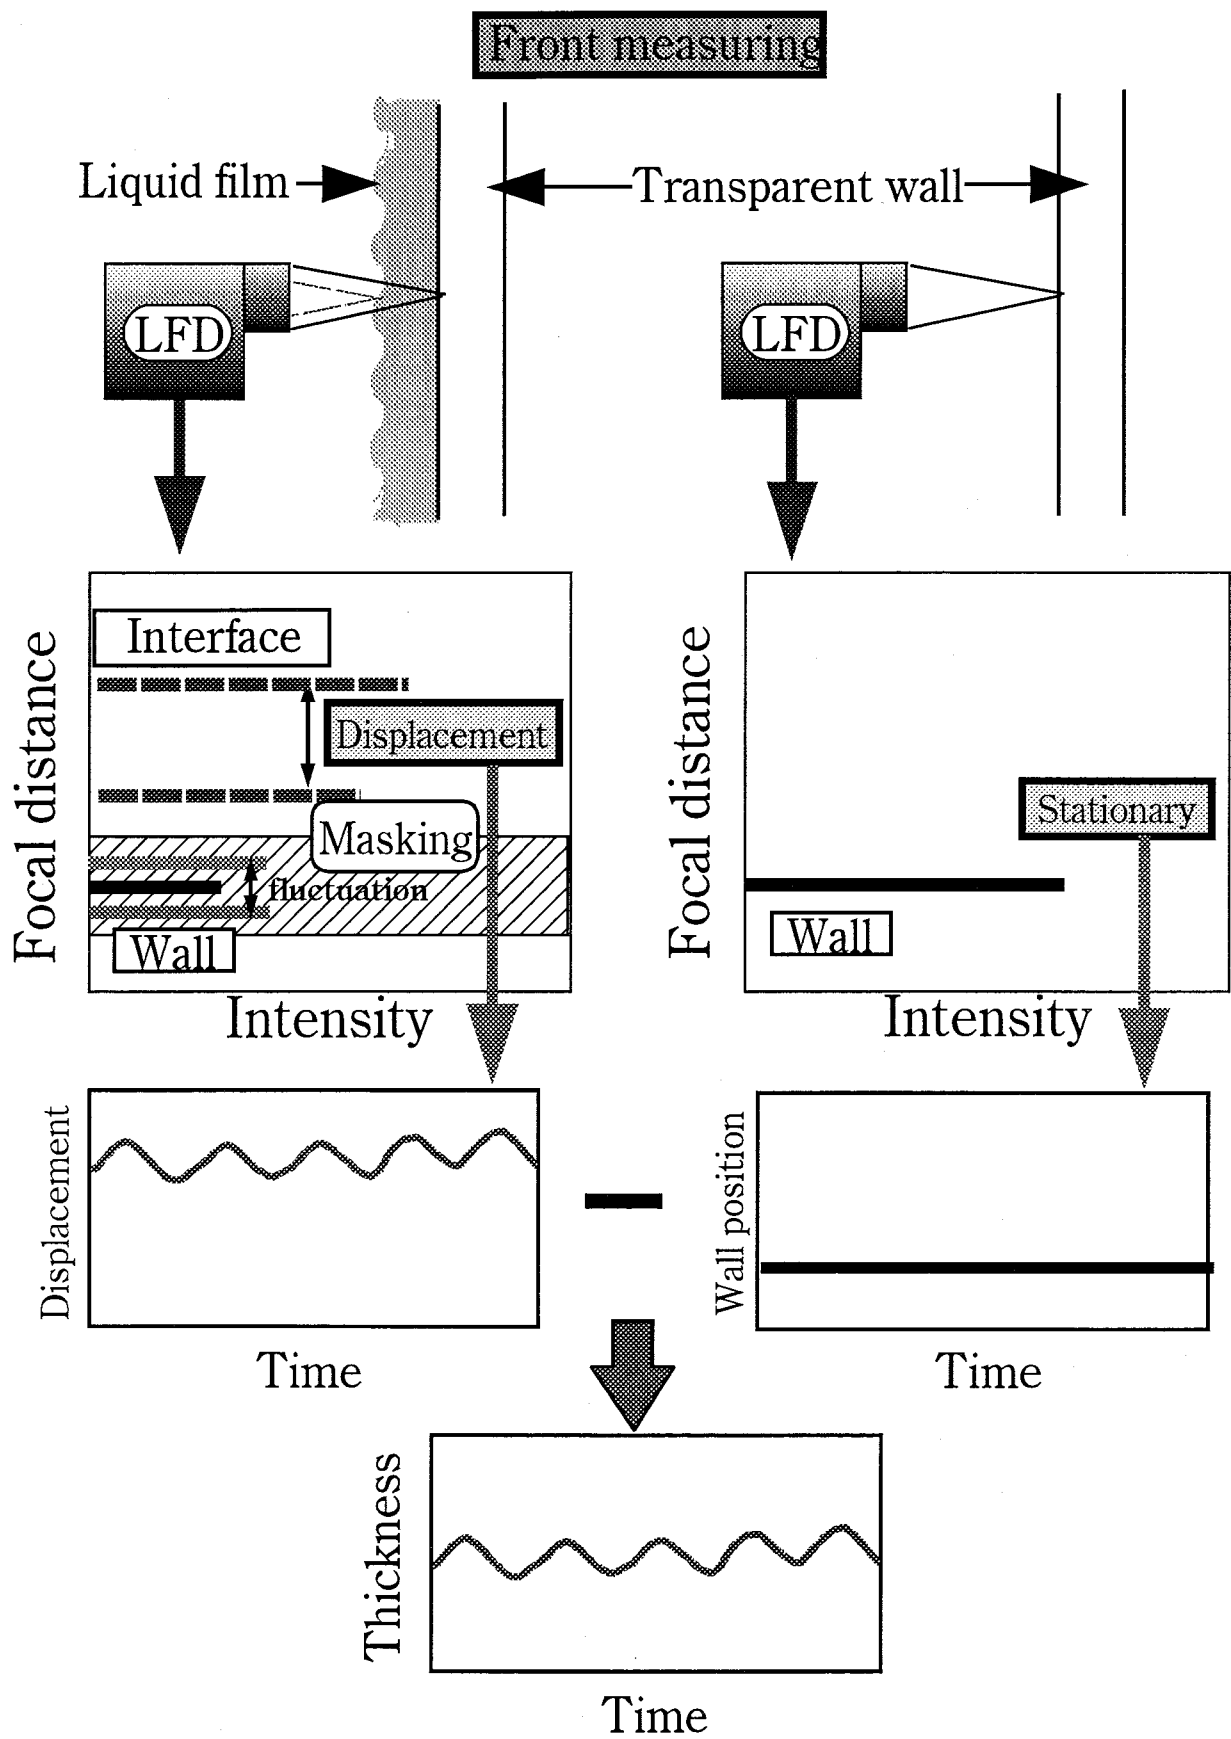 Front measuring
Liquid film
Transparent wall
LFD
LFD
Focal distance
Interface
Displacement
Masking
fluctuation
Wall
Intensity
Focal distance
Stationary
Wall
Intensity
Displacement
Time
Wall position
Time
Thickness
Time